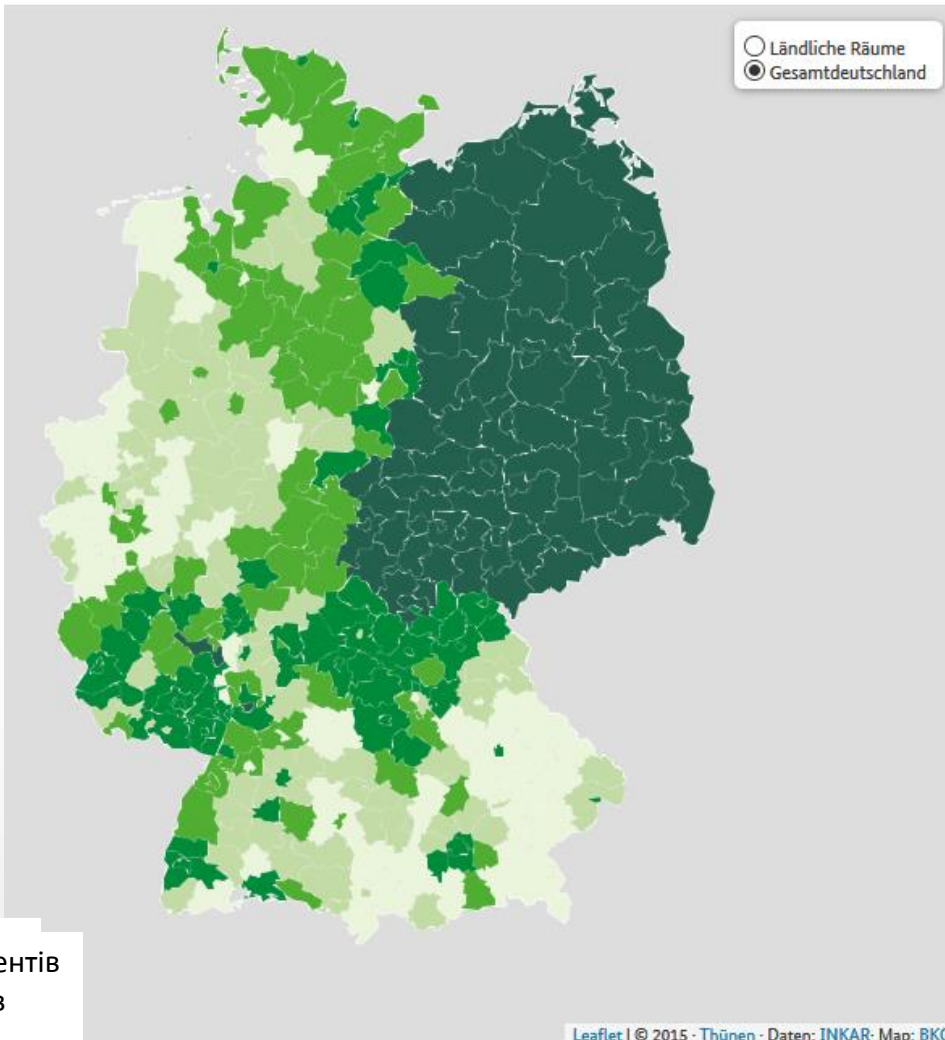 Ländliche Räume
Gesamtdeutschland
ентів
в
Leaflet | © 2015 · Thünen · Daten: INKAR· Map: BKG